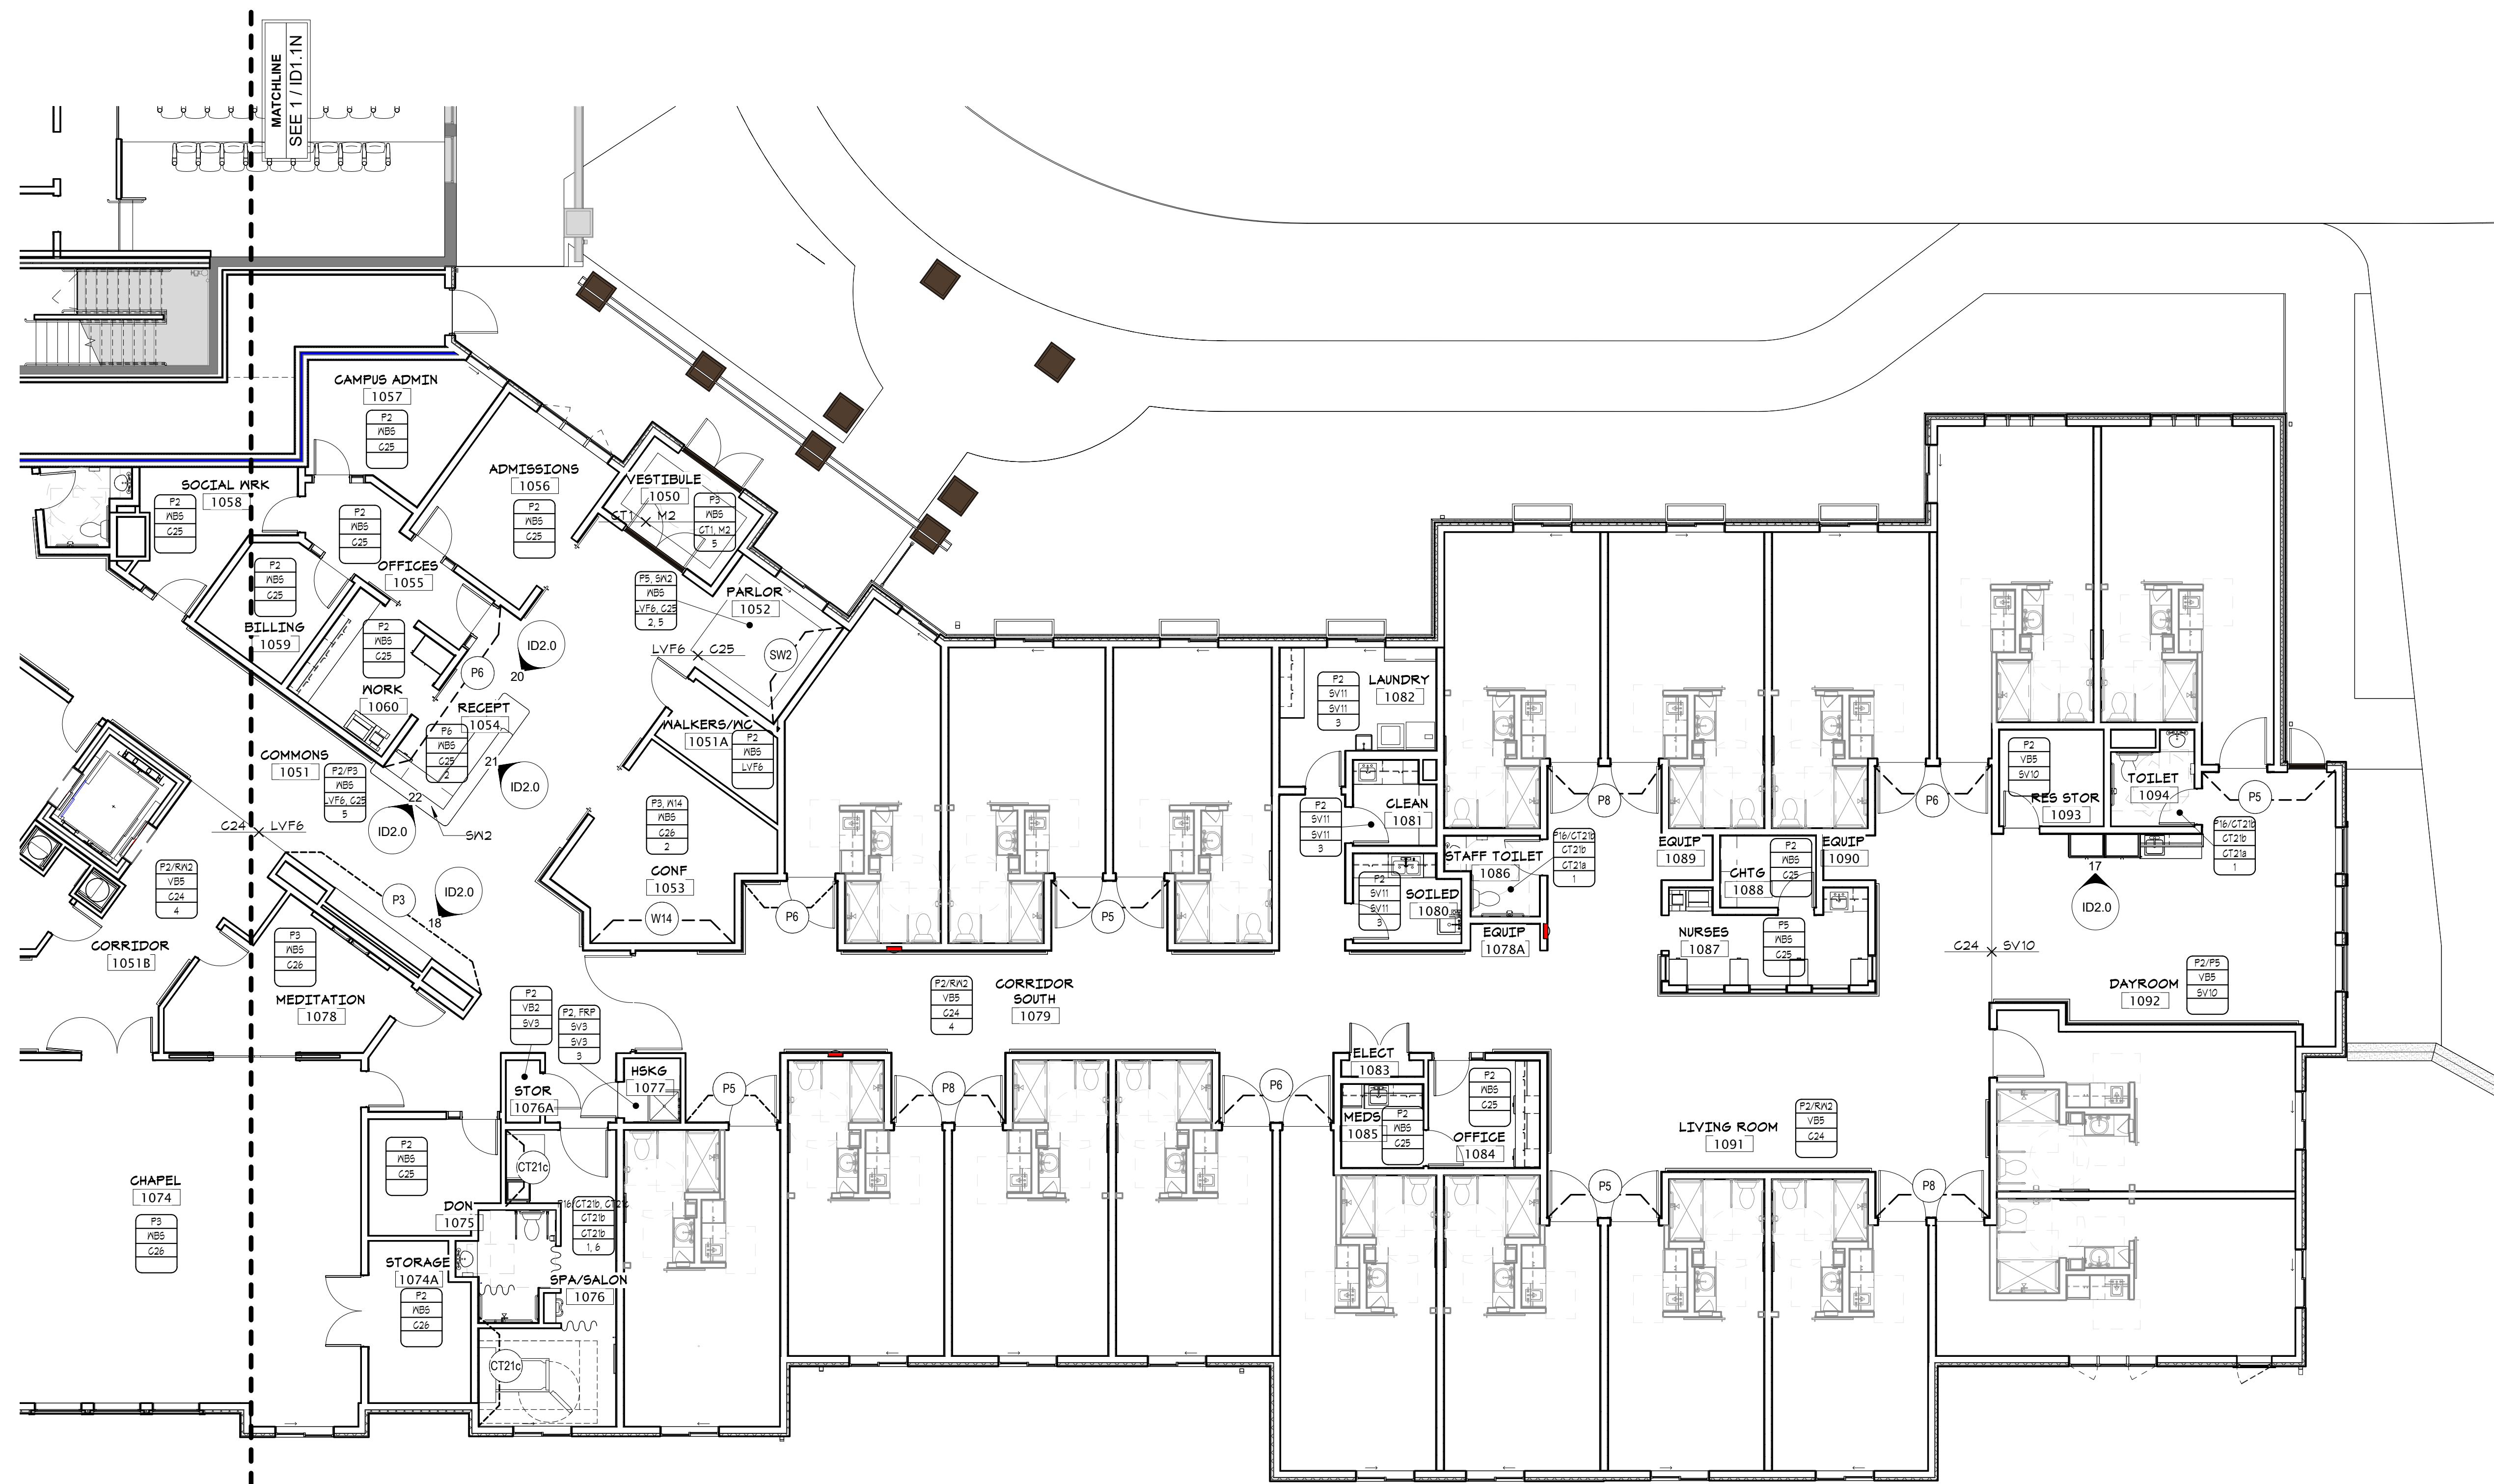 MATCHLINE
SEE 1 / ID1.1N
CAMPUS ADMIN
1057
P2
WB5
C25
SOCIAL WRK
1058
P2
WB5
C25
ADMISSIONS
1056
P2
WB5
C25
VESTIBULE
1050
P3
WB5
CT1, M2
5
CT1
M2
P2
WB5
C25
OFFICES
1055
P2
WB5
C25
BILLING
1059
P5, SW2
WB5
LVF6, C25
2, 5
PARLOR
1052
LVF6
C25
SW2
P2
WB5
C25
WORK
1060
P6
ID2.0
20
RECEPT
1054
P6
WB5
C25
2
21
ID2.0
22
ID2.0
SW2
WALKERS/WC
1051A
P2
WB5
LVF6
COMMONS
1051
P2/P3
WB5
LVF6, C25
5
C24
LVF6
P3, W14
WB5
C26
2
CONF
1053
W14
P2/RW2
VB5
C24
4
CORRIDOR
1051B
P3
ID2.0
18
P3
WB5
C26
MEDITATION
1078
P6
P5
LAUNDRY
1082
P2
SV11
SV11
3
CLEAN
1081
P2
SV11
SV11
3
P2
SV11
SV11
3
SOILED
1080
STAFF TOILET
1086
P16/CT21b
CT21b
CT21a
1
EQUIP
1078A
P8
EQUIP
1089
CHTG
1088
P2
WB5
C25
EQUIP
1090
P6
NURSES
1087
P5
WB5
C25
P2
VB5
SV10
RES STOR
1093
TOILET
1094
P5
P16/CT21b
CT21b
CT21a
1
17
ID2.0
C24
SV10
DAYROOM
1092
P2/P5
VB5
SV10
P2/RW2
VB5
C24
4
CORRIDOR
SOUTH
1079
P2
VB2
SV3
P2, FRP
SV3
SV3
3
STOR
1076A
HSKG
1077
P5
P8
P6
ELECT
1083
MEDS
1085
P2
WB5
C25
P2
WB5
C25
OFFICE
1084
LIVING ROOM
1091
P2/RW2
VB5
C24
P5
P8
CHAPEL
1074
P3
WB5
C26
P2
WB5
C25
DON
1075
CT21c
P16/CT21b, CT21c
CT21b
CT21b
1, 6
STORAGE
1074A
P2
WB5
C26
SPA/SALON
1076
CT21c